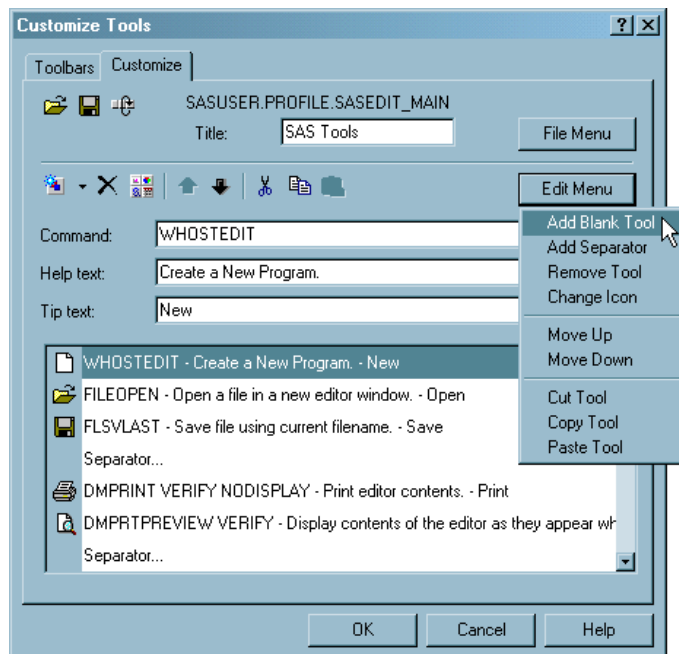 Customize Tools
Toolbars Customize
SASUSER.PROFILE.SASEDIT_MAIN
Title: SAS Tools File Menu
Edit Menu
Add Blank Tool
Add Separator
Remove Tool
Change Icon
Move Up
Move Down
Cut Tool
Copy Tool
Paste Tool
Command: WHOSTEDIT
Help text: Create a New Program.
Tip text: New
WHOSTEDIT - Create a New Program. - New
FILEOPEN - Open a file in a new editor window. - Open
FLSVLAST - Save file using current filename. - Save
Separator...
DMPRINT VERIFY NODISPLAY - Print editor contents. - Print
DMPRTPREVIEW VERIFY - Display contents of the editor as they appear wh
Separator...
OK Cancel Help